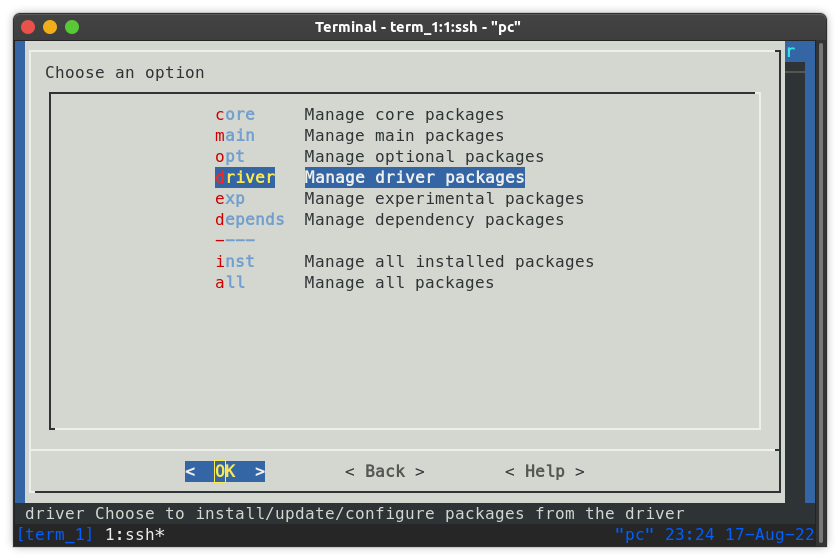 Terminal - term_1:1:ssh - "pc"
r
Choose an option
core Manage core packages
main Manage main packages
opt Manage optional packages
driver Manage driver packages
exp Manage experimental packages
depends Manage dependency packages
----
inst Manage all installed packages
all Manage all packages
< OK > < Back > < Help >
driver Choose to install/update/configure packages from the driver
[term_1] 1:ssh* "pc" 23:24 17-Aug-22